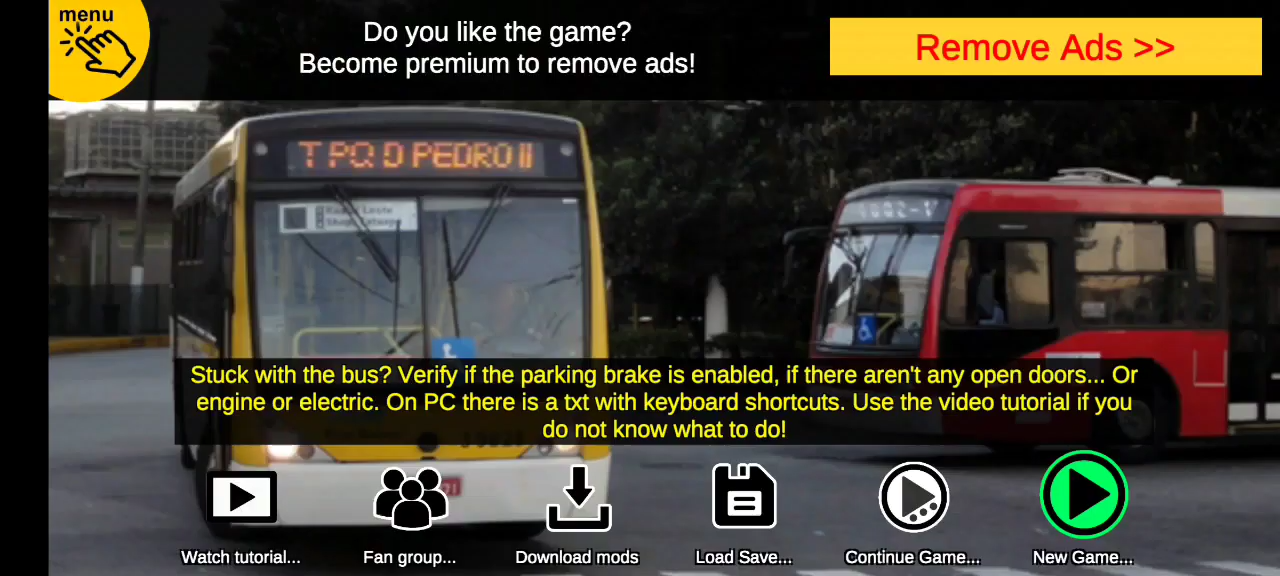 menu
Do you like the game?
Become premium to remove ads!
Remove Ads >>
T PQ D PEDRO II
Stuck with the bus? Verify if the parking brake is enabled, if there aren't any open doors... Or
engine or electric. On PC there is a txt with keyboard shortcuts. Use the video tutorial if you
do not know what to do!
Watch tutorial...
Fan group...
Download mods
Load Save...
Continue Game...
New Game...